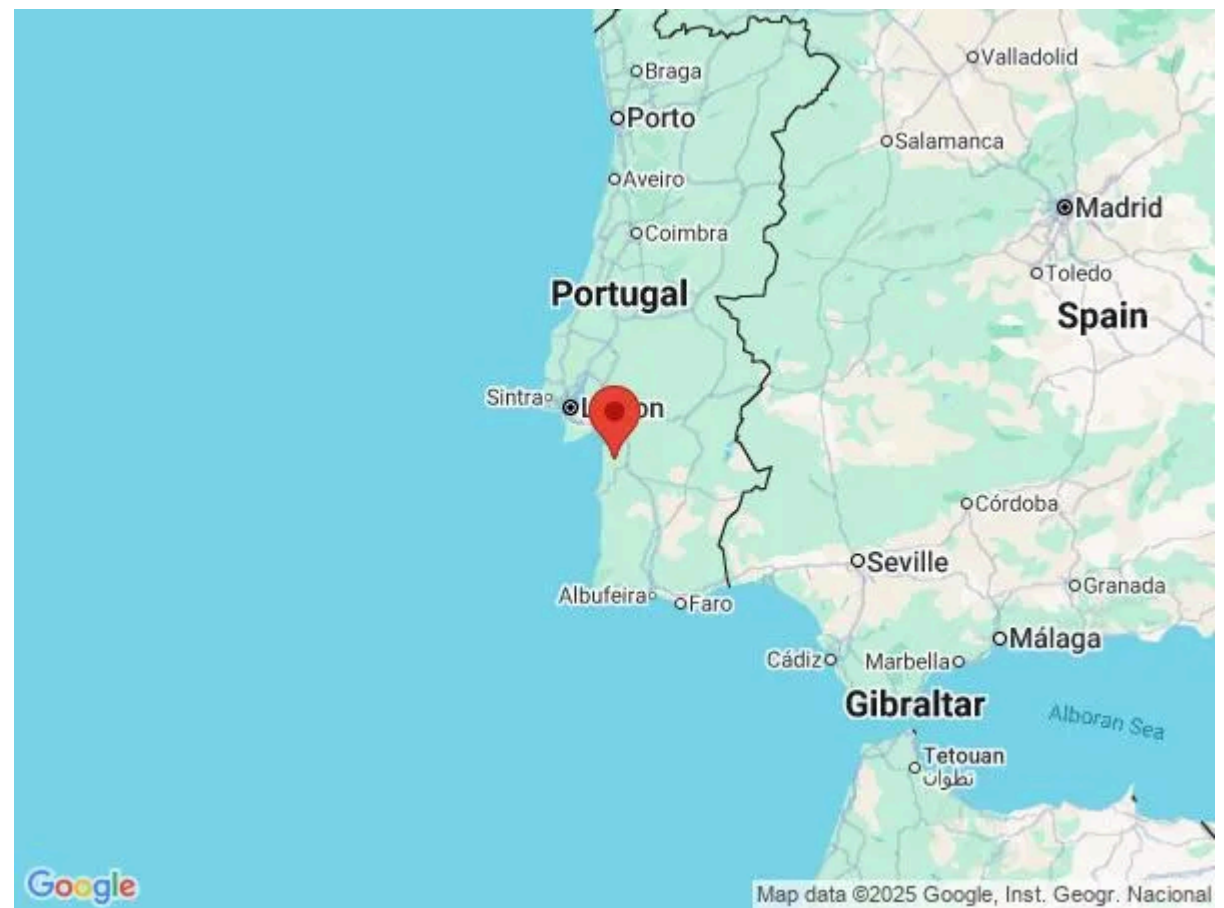 Braga
Valladolid
Porto
Salamanca
Aveiro
Madrid
Coimbra
Toledo
Portugal
Spain
Sintra
L on
Córdoba
Seville
Granada
Albufeira
Faro
Málaga
Cádiz
Marbella
Gibraltar
Alboran Sea
Tetouan
تطوان
Google
Map data ©2025 Google, Inst. Geogr. Nacional